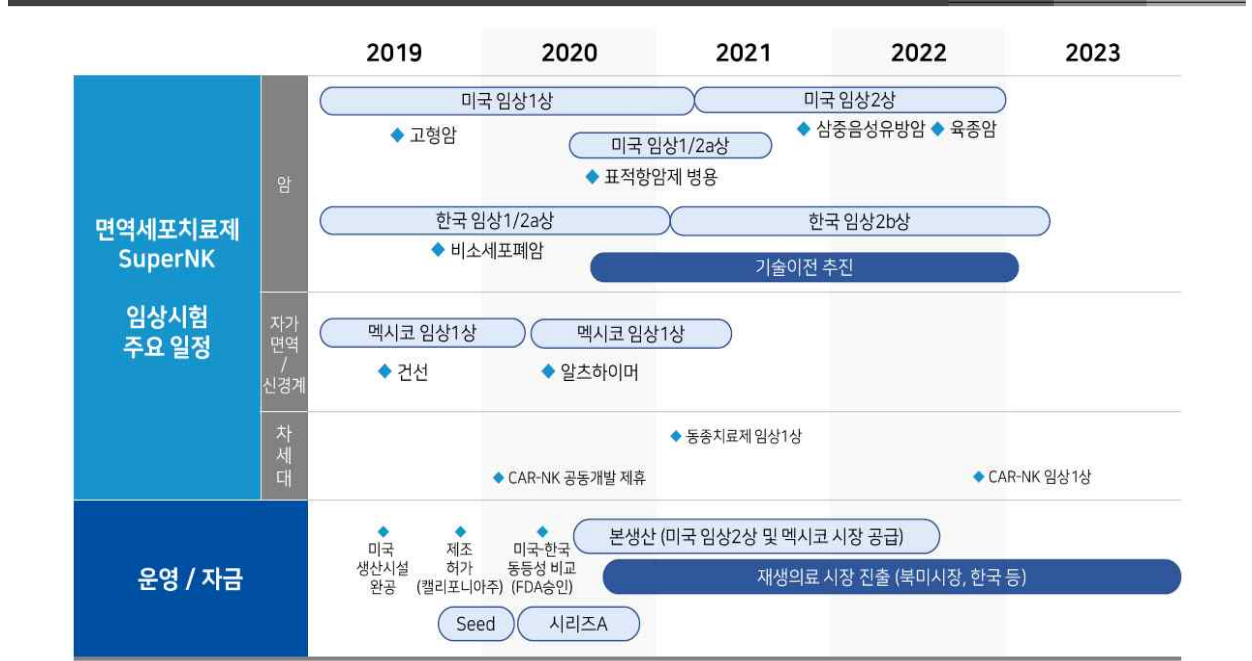 2019 2020 2021 2022 2023
면역세포치료제
SuperNK
임상시험
주요 일정
암
미국 임상1상 미국 임상2상
◆ 고형암 ◆ 삼중음성유방암 ◆ 육종암
미국 임상1/2a상
◆ 표적항암제 병용
한국 임상1/2a상 한국 임상2b상
◆ 비소세포폐암
기술이전 추진
자가
면역
/
신경계
멕시코 임상1상 멕시코 임상1상
◆ 건선 ◆ 알츠하이머
차
세
대
◆ 동종치료제 임상1상
◆ CAR-NK 공동개발 제휴 ◆ CAR-NK 임상1상
운영 / 자금
◆ ◆ ◆
미국
생산시설
완공
제조
허가
(캘리포니아주)
미국-한국
동등성 비교
(FDA승인)
본생산 (미국 임상2상 및 멕시코 시장 공급)
재생의료 시장 진출 (북미시장, 한국 등)
Seed 시리즈A